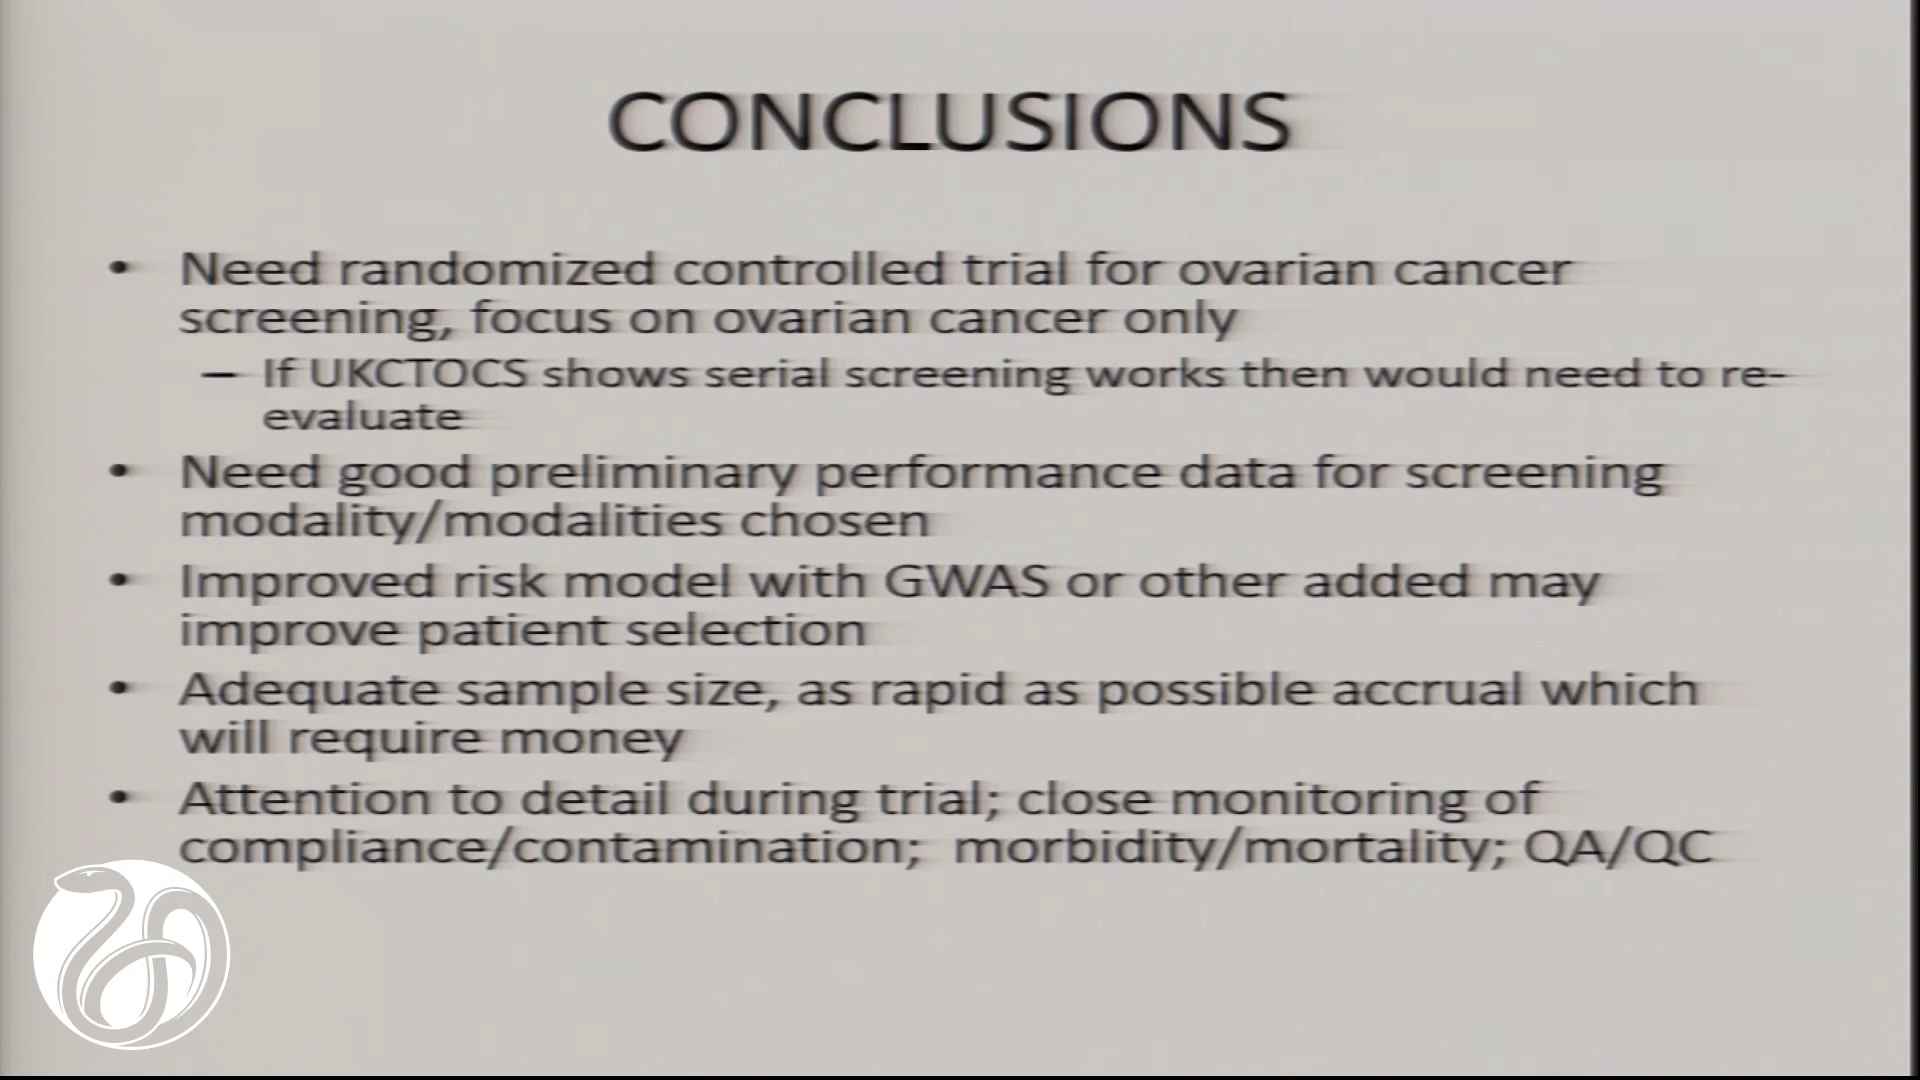 CONCLUSIONS
• Need randomized controlled trial for ovarian cancer
screening, focus on ovarian cancer only
– If UKCTOCS shows serial screening works then would need to re-
evaluate
• Need good preliminary performance data for screening
modality/modalities chosen
• Improved risk model with GWAS or other added may
improve patient selection
• Adequate sample size, as rapid as possible accrual which
will require money
• Attention to detail during trial; close monitoring of
compliance/contamination;  morbidity/mortality; QA/QC